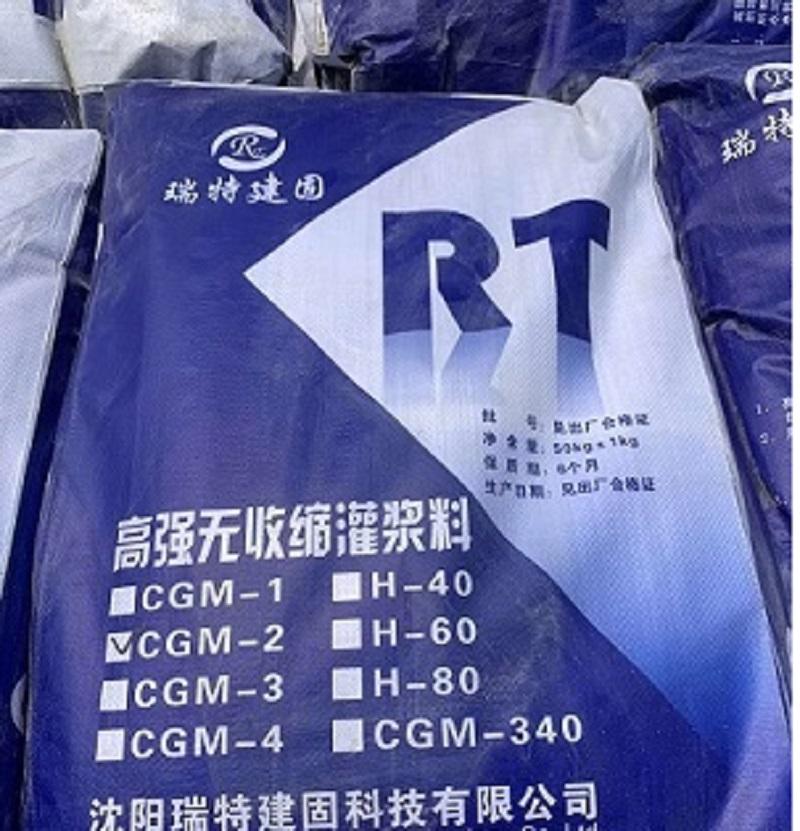 瑞特建固
RT
批 号：见出厂合格证
净含量：50kg±1kg
保质期：6个月
生产日期：见出厂合格证
高强无收缩灌浆料
CGM-1 H-40
CGM-2 H-60
CGM-3 H-80
CGM-4 CGM-340
沈阳瑞特建固科技有限公司
瑞特